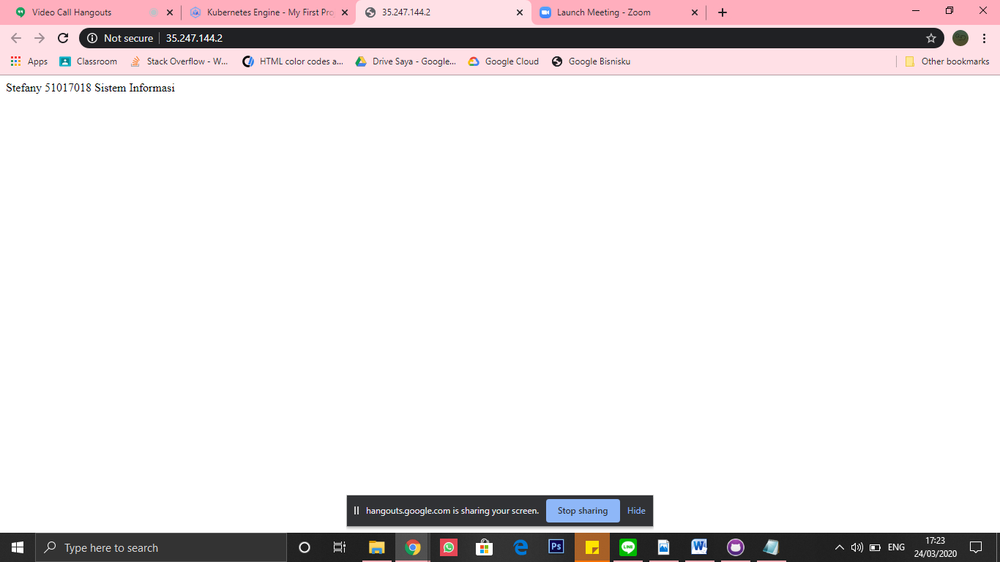 Video Call Hangouts
Kubernetes Engine - My First Pro
35.247.144.2
Launch Meeting - Zoom
Not secure
35.247.144.2
Apps
Classroom
Stack Overflow - W...
HTML color codes a...
Drive Saya - Google...
Google Cloud
Google Bisnisku
Other bookmarks
Stefany 51017018 Sistem Informasi
hangouts.google.com is sharing your screen.
Stop sharing
Hide
Type here to search
Ps
LINE
W
ENG
17:23
24/03/2020